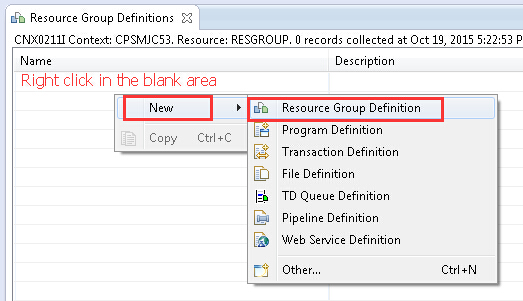 Resource Group Definitions
CNX0211I Context: CPSMJC53. Resource: RESGROUP. 0 records collected at Oct 19, 2015 5:22:53 P
Name Description
Right click in the blank area
New
Copy Ctrl+C
Resource Group Definition
Program Definition
Transaction Definition
File Definition
TD Queue Definition
Pipeline Definition
Web Service Definition
Other... Ctrl+N